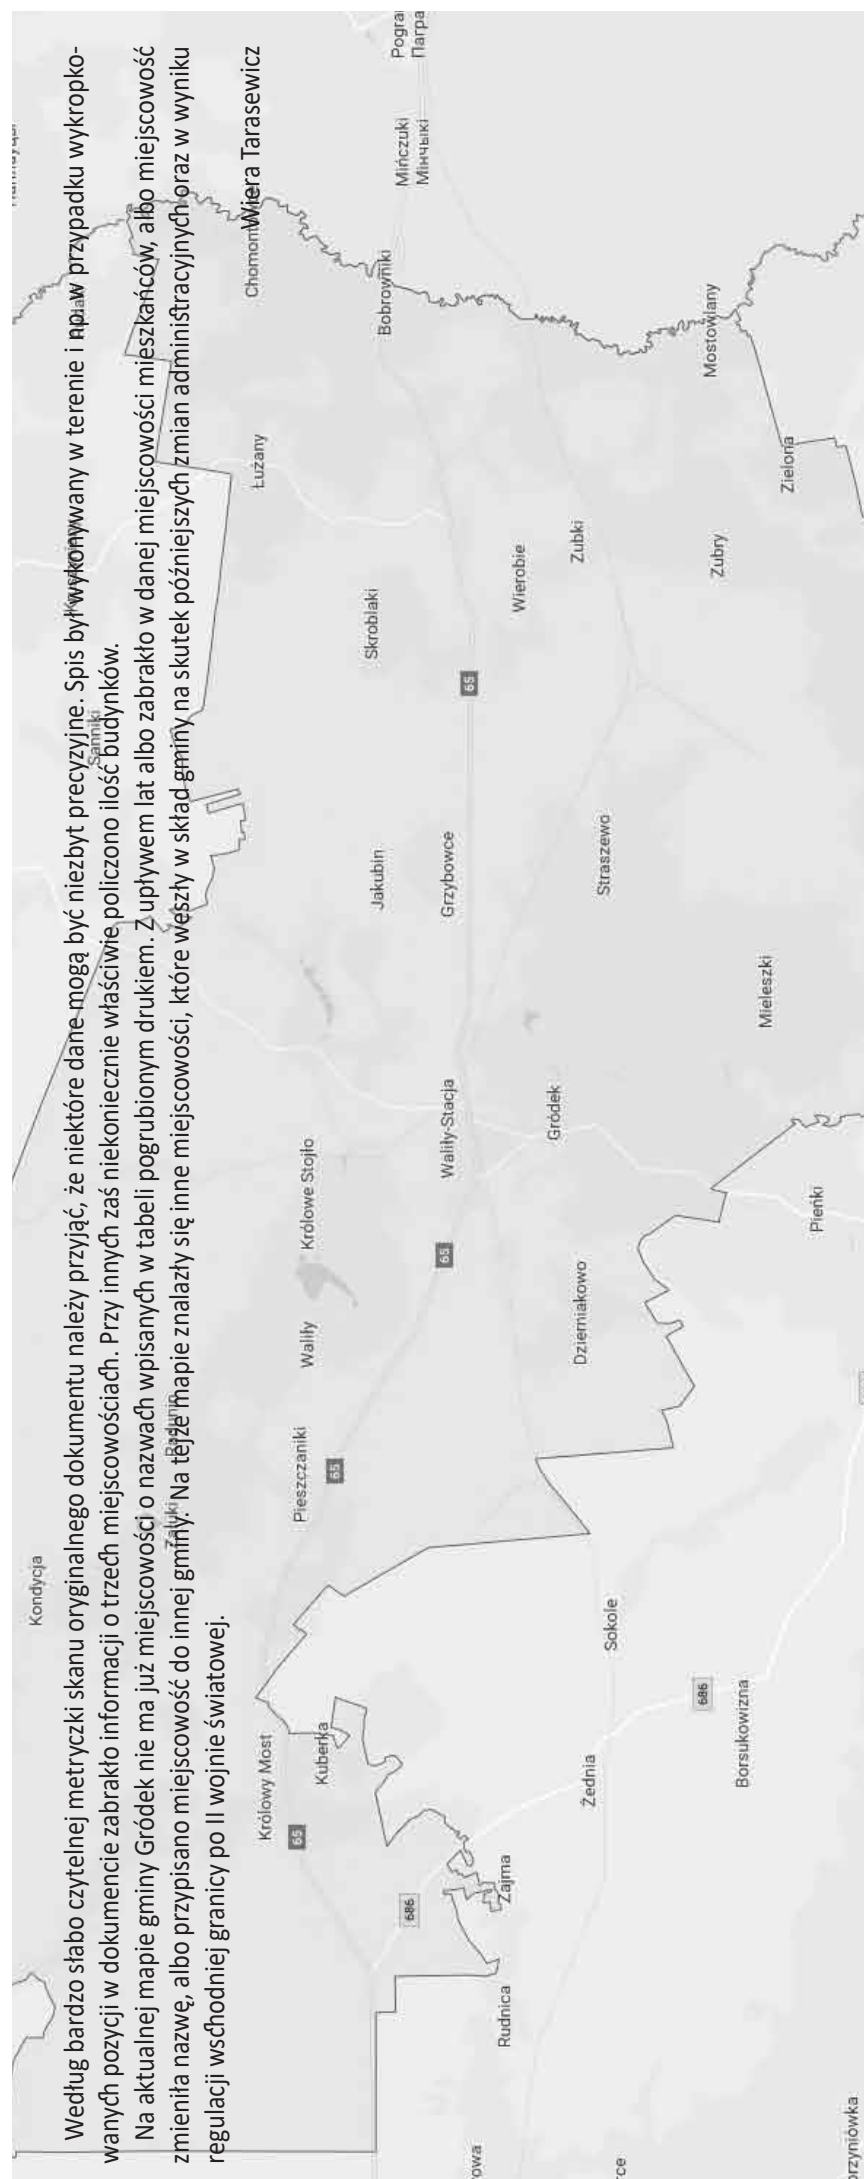 Według bardzo słabo czytelnej metryczki skanu oryginalnego dokumentu należy przyjąć, że niektóre dane mogą być niezbyt precyzyjne. Spis był wykonywany w terenie i np. w przypadku wykropko-
wanych pozycji w dokumencie zabrakło informacji o trzech miejscowościach. Przy innych zaś niekoniecznie właściwie policzono ilość budynków.
Na aktualnej mapie gminy Gródek nie ma już miejscowości o nazwach wpisanych w tabeli pogrubionym drukiem. Z upływem lat albo zabrakło w danej miejscowości mieszkańców, albo miejscowość
zmieniła nazwę, albo przypisano miejscowość do innej gminy. Na tejże mapie znalazły się inne miejscowości, które weszły w skład gminy na skutek późniejszych zmian administracyjnych oraz w wyniku
regulacji wschodniej granicy po II wojnie światowej.
Wiera Tarasewicz
Kondycja
Załuki
Radunin
Sanniki
Królowy Most
65
Kuberka
Pieszczaniki
65
Waliły
Królowe Stojło
Jakubin
Skroblaki
Łużany
Bobrowniki
Mińczuki
Мінчыкі
686
65
Waliły-Stacja
Grzybowce
65
Rudnica
Zajma
Żednia
Sokole
Dzierniakowo
Gródek
Straszewo
Wierobie
Zubki
686
Borsukowizna
Pieńki
Mieleszki
Zubry
Zielona
Mostowlany